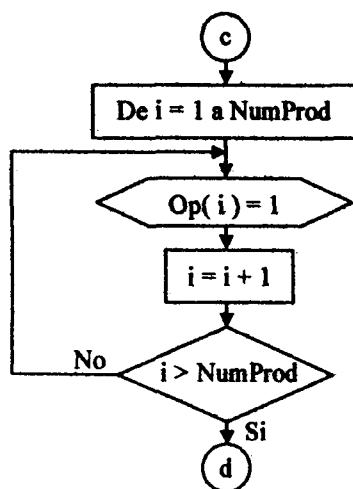 c
De i = 1 a NumProd
Op( i ) = 1
i = i + 1
i > NumProd
No
Si
d